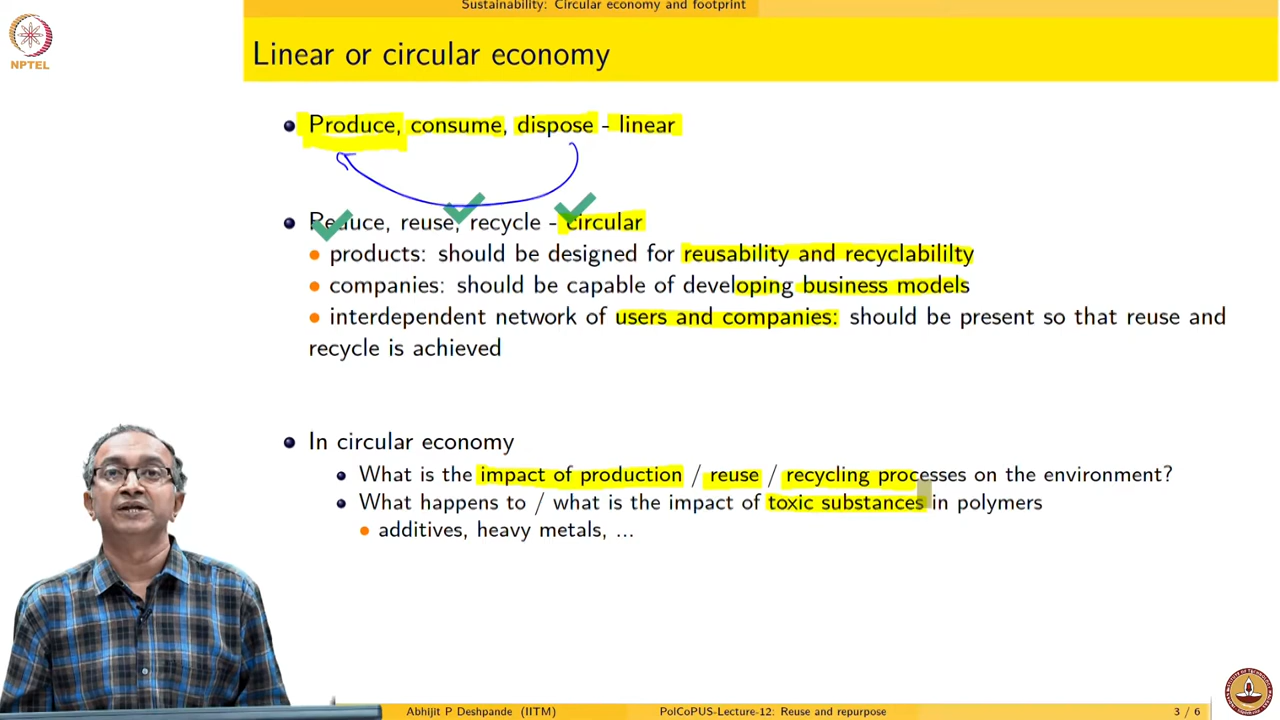 Sustainability: Circular economy and footprint
NPTEL
Linear or circular economy
Produce, consume, dispose - linear
Reduce, reuse, recycle - circular
products: should be designed for reusability and recyclabililty
companies: should be capable of developing business models
interdependent network of users and companies: should be present so that reuse and
recycle is achieved
In circular economy
What is the impact of production / reuse / recycling processes on the environment?
What happens to / what is the impact of toxic substances in polymers
additives, heavy metals, ...
Abhijit P Deshpande (IITM)
PolCoPUS-Lecture-12: Reuse and repurpose
3 / 6